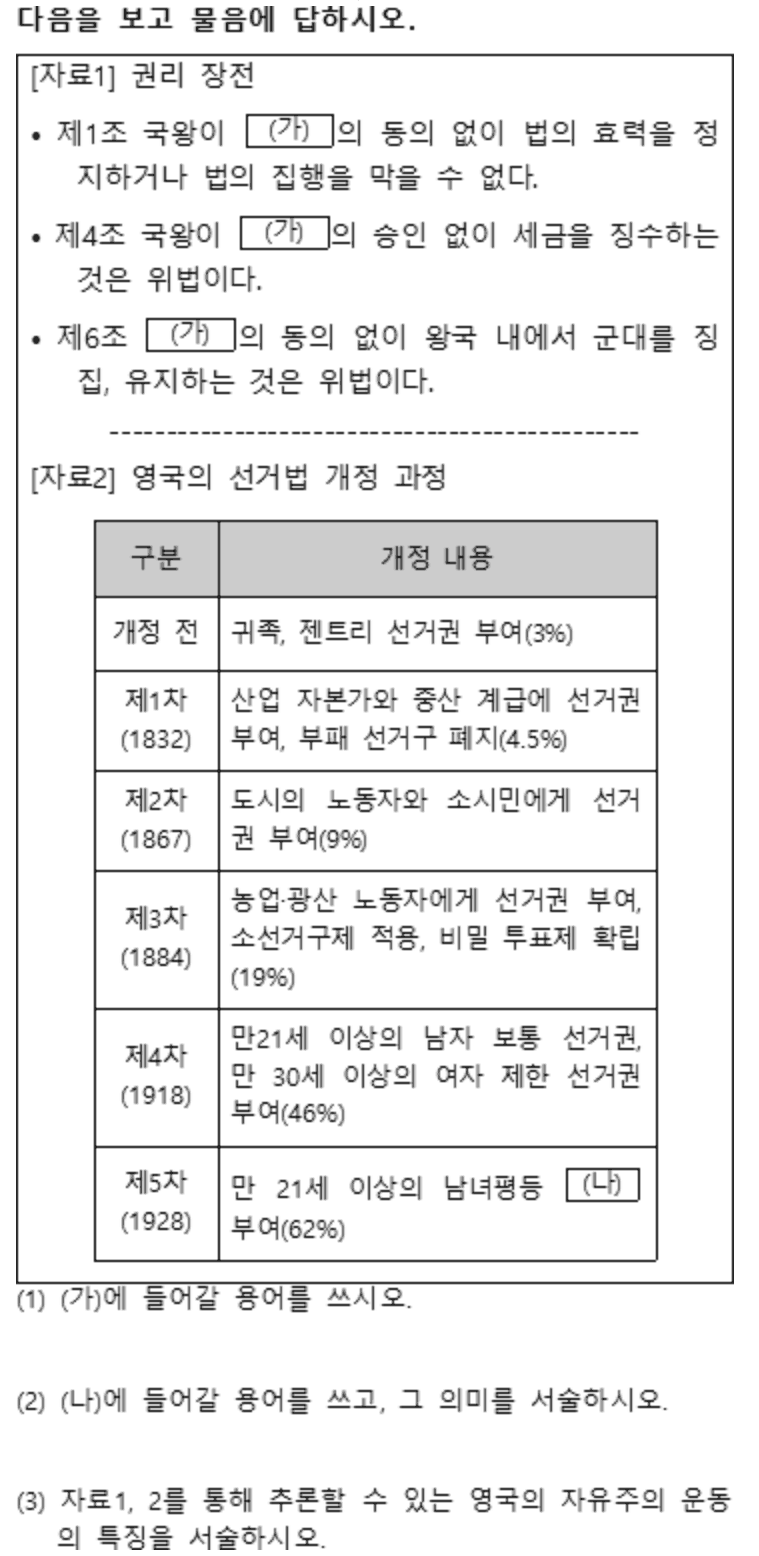 다음을 보고 물음에 답하시오.
[자료1] 권리 장전
• 제1조 국왕이 (가) 의 동의 없이 법의 효력을 정
지하거나 법의 집행을 막을 수 없다.
• 제4조 국왕이 (가) 의 승인 없이 세금을 징수하는
것은 위법이다.
• 제6조 (가) 의 동의 없이 왕국 내에서 군대를 징
집, 유지하는 것은 위법이다.
----------------------------------------------
[자료2] 영국의 선거법 개정 과정
구분 개정 내용
개정 전 귀족, 젠트리 선거권 부여(3%)
제1차 산업 자본가와 중산 계급에 선거권
(1832) 부여, 부패 선거구 폐지(4.5%)
제2차 도시의 노동자와 소시민에게 선거
(1867) 권 부여(9%)
제3차 농업·광산 노동자에게 선거권 부여,
(1884) 소선거구제 적용, 비밀 투표제 확립
(19%)
제4차 만21세 이상의 남자 보통 선거권,
(1918) 만 30세 이상의 여자 제한 선거권
부여(46%)
제5차 만 21세 이상의 남녀평등 (나)
(1928) 부여(62%)
(1) (가)에 들어갈 용어를 쓰시오.
(2) (나)에 들어갈 용어를 쓰고, 그 의미를 서술하시오.
(3) 자료1, 2를 통해 추론할 수 있는 영국의 자유주의 운동
의 특징을 서술하시오.